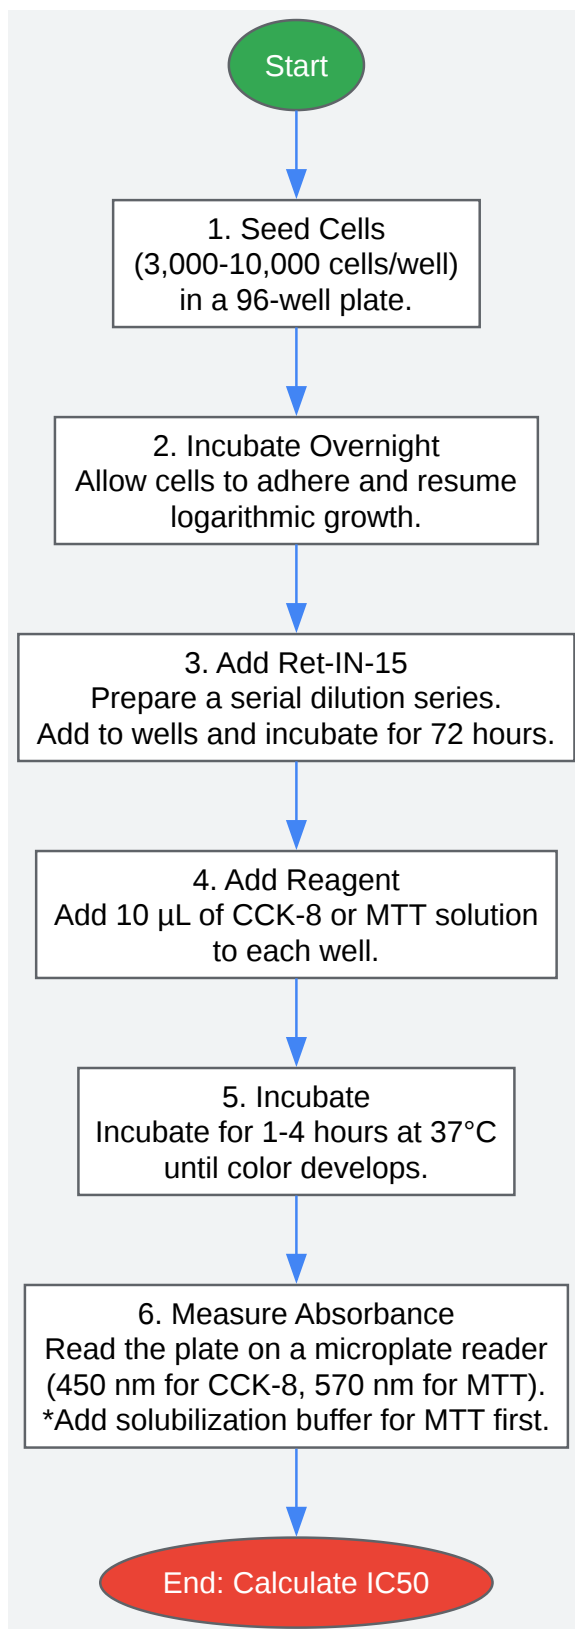 Start
1. Seed Cells
(3,000-10,000 cells/well)
in a 96-well plate.
2. Incubate Overnight
Allow cells to adhere and resume
logarithmic growth.
3. Add Ret-IN-15
Prepare a serial dilution series.
Add to wells and incubate for 72 hours.
4. Add Reagent
Add 10 µL of CCK-8 or MTT solution
to each well.
5. Incubate
Incubate for 1-4 hours at 37°C
until color develops.
6. Measure Absorbance
Read the plate on a microplate reader
(450 nm for CCK-8, 570 nm for MTT).
*Add solubilization buffer for MTT first.
End: Calculate IC50